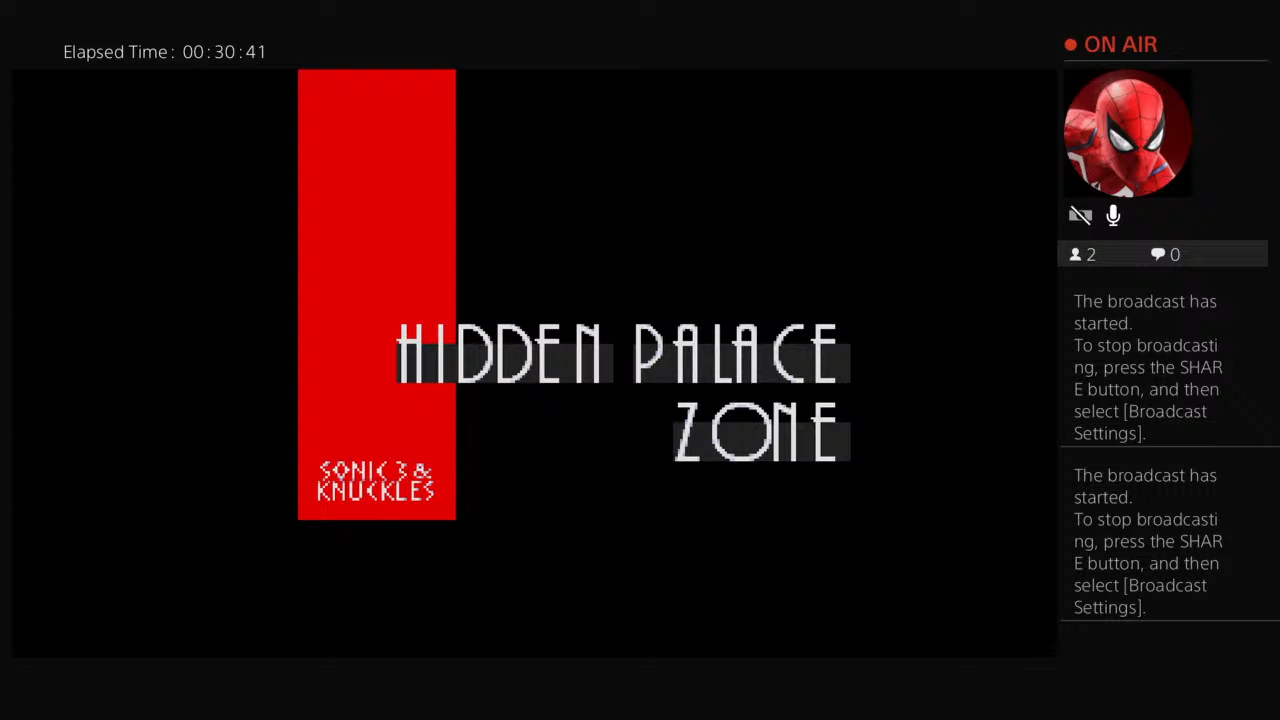 Elapsed Time: 00:30:41
ON AIR
HIDDEN PALACE
ZONE
SONIC 3 &
KNUCKLES
2
0
The broadcast has
started.
To stop broadcasti
ng, press the SHAR
E button, and then
select [Broadcast
Settings].
The broadcast has
started.
To stop broadcasti
ng, press the SHAR
E button, and then
select [Broadcast
Settings].